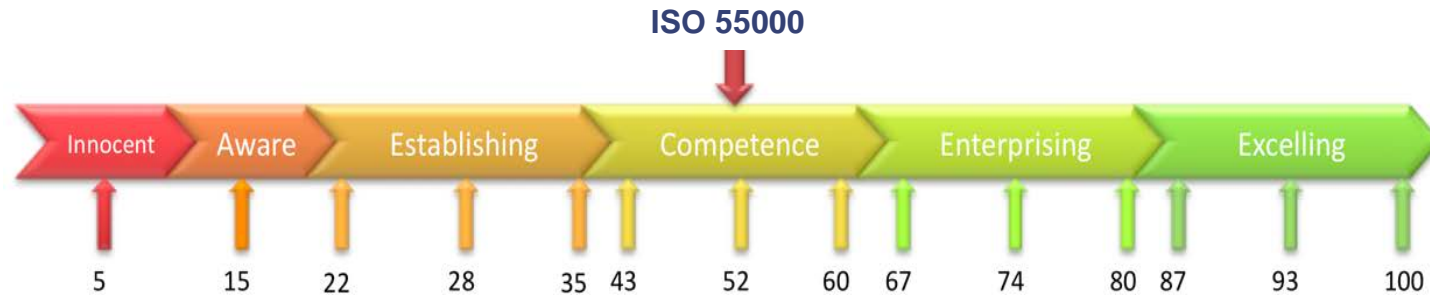 ISO 55000
Innocent Aware Establishing Competence Enterprising Excelling
5 15 22 28 35 43 52 60 67 74 80 87 93 100